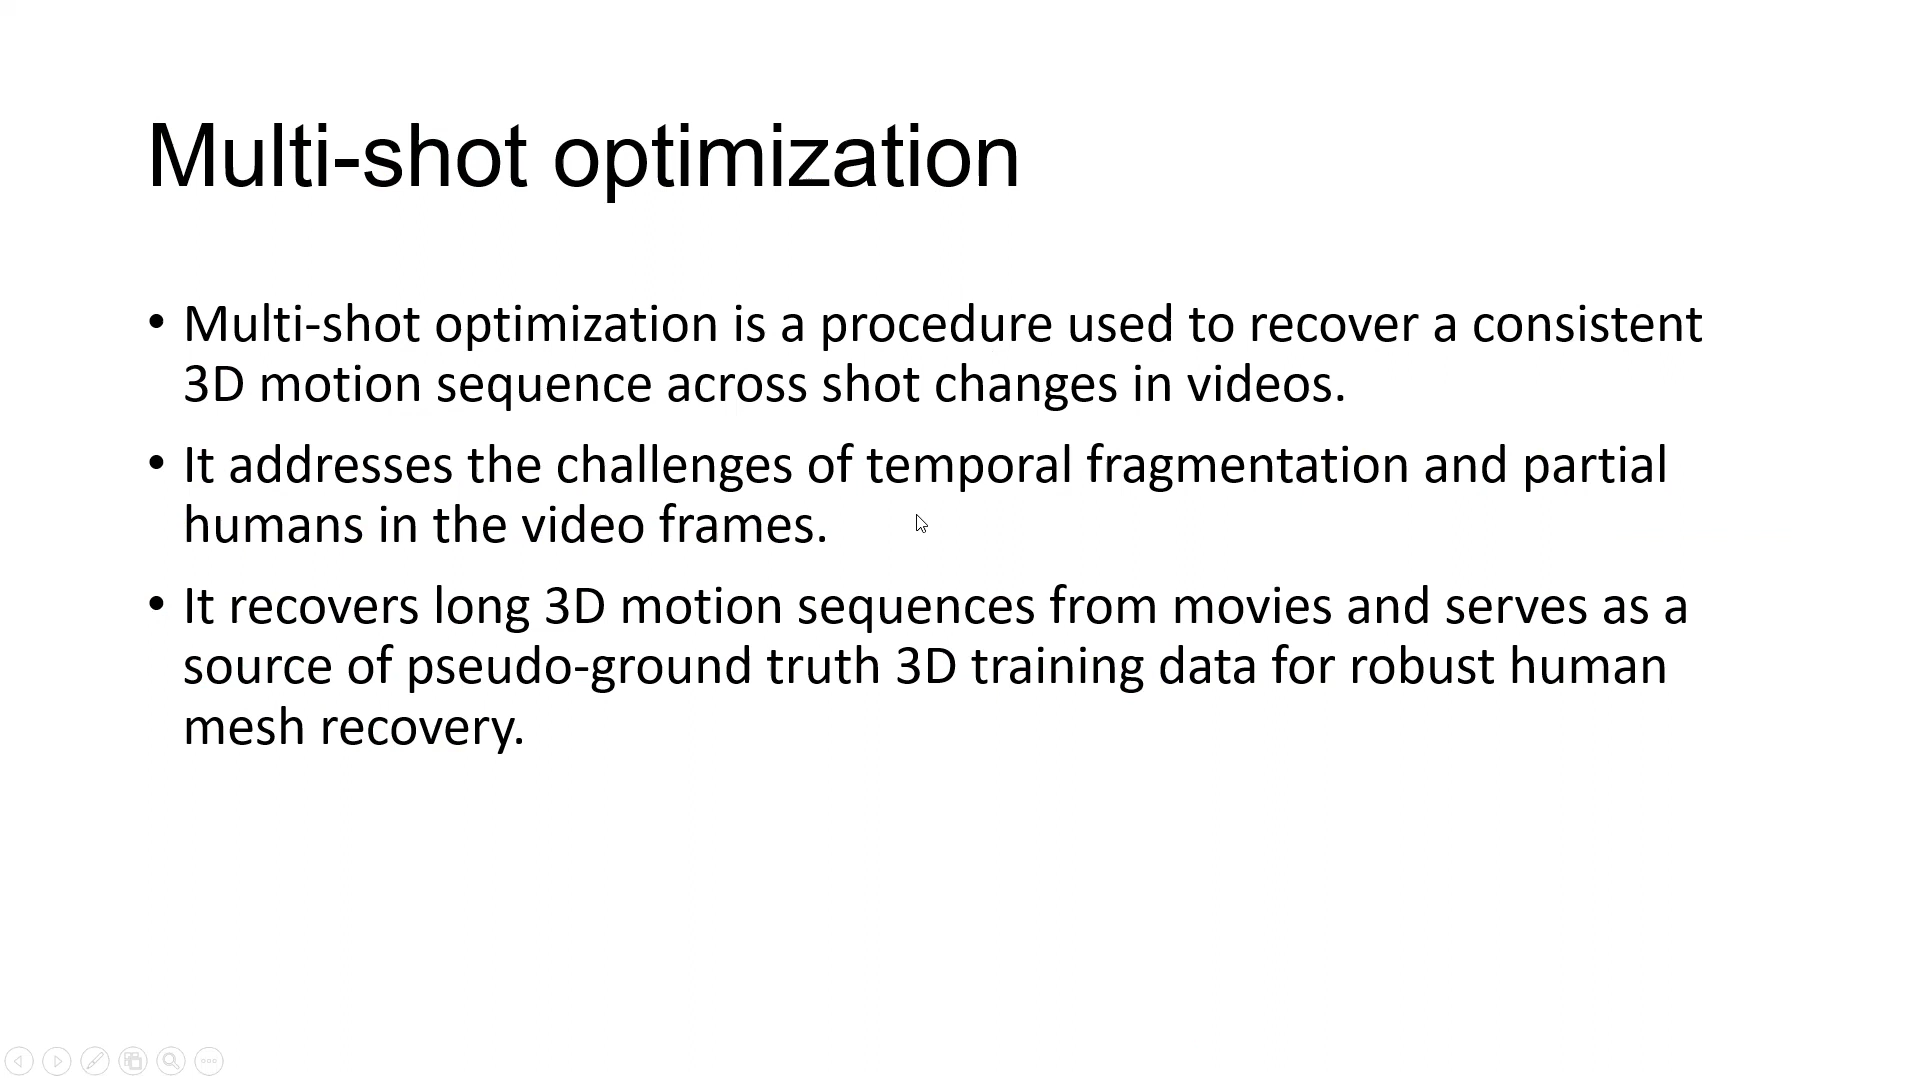 Multi-shot optimization
• Multi-shot optimization is a procedure used to recover a consistent
3D motion sequence across shot changes in videos.
• It addresses the challenges of temporal fragmentation and partial
humans in the video frames.
• It recovers long 3D motion sequences from movies and serves as a
source of pseudo-ground truth 3D training data for robust human
mesh recovery.